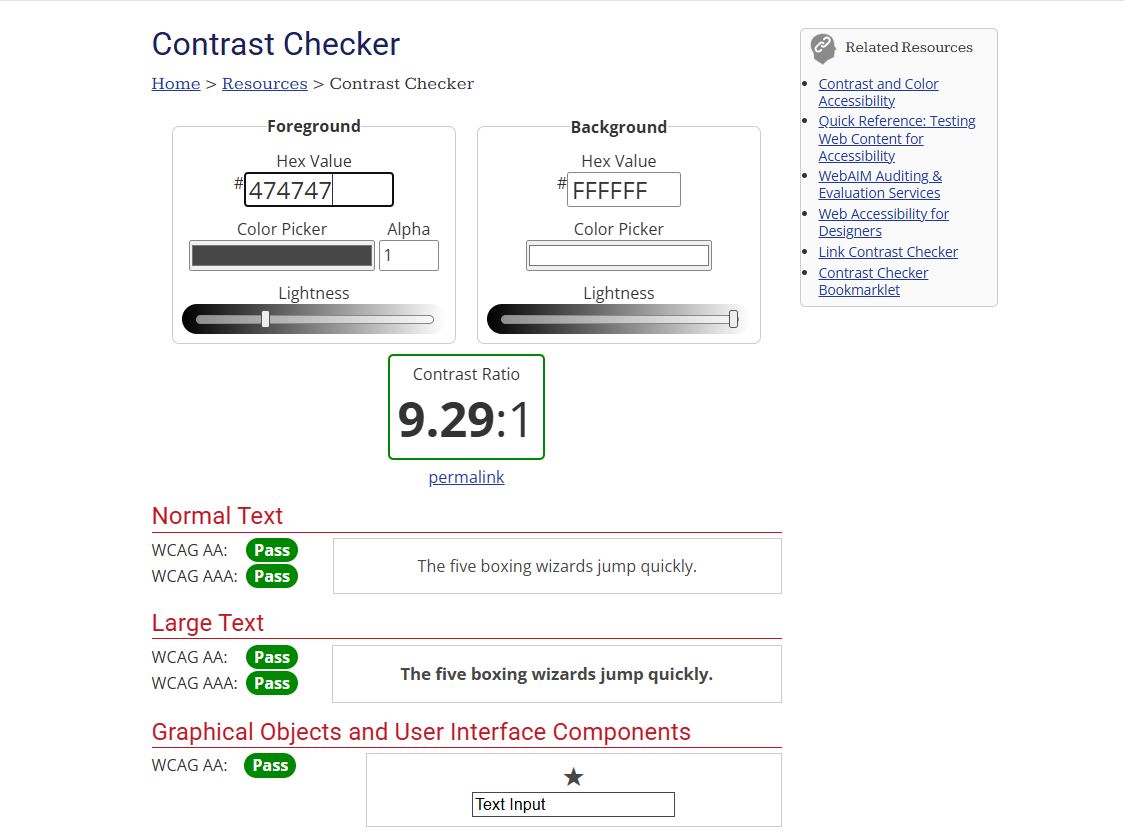 Contrast Checker
Home > Resources > Contrast Checker
Foreground
Hex Value
#474747
Color Picker Alpha
1
Lightness
Background
Hex Value
#FFFFFF
Color Picker
Lightness
Contrast Ratio
9.29:1
permalink
Normal Text
WCAG AA: Pass
WCAG AAA: Pass
The five boxing wizards jump quickly.
Large Text
WCAG AA: Pass
WCAG AAA: Pass
The five boxing wizards jump quickly.
Graphical Objects and User Interface Components
WCAG AA: Pass
Text Input
Related Resources
Contrast and Color
Accessibility
Quick Reference: Testing
Web Content for
Accessibility
WebAIM Auditing &
Evaluation Services
Web Accessibility for
Designers
Link Contrast Checker
Contrast Checker
Bookmarklet